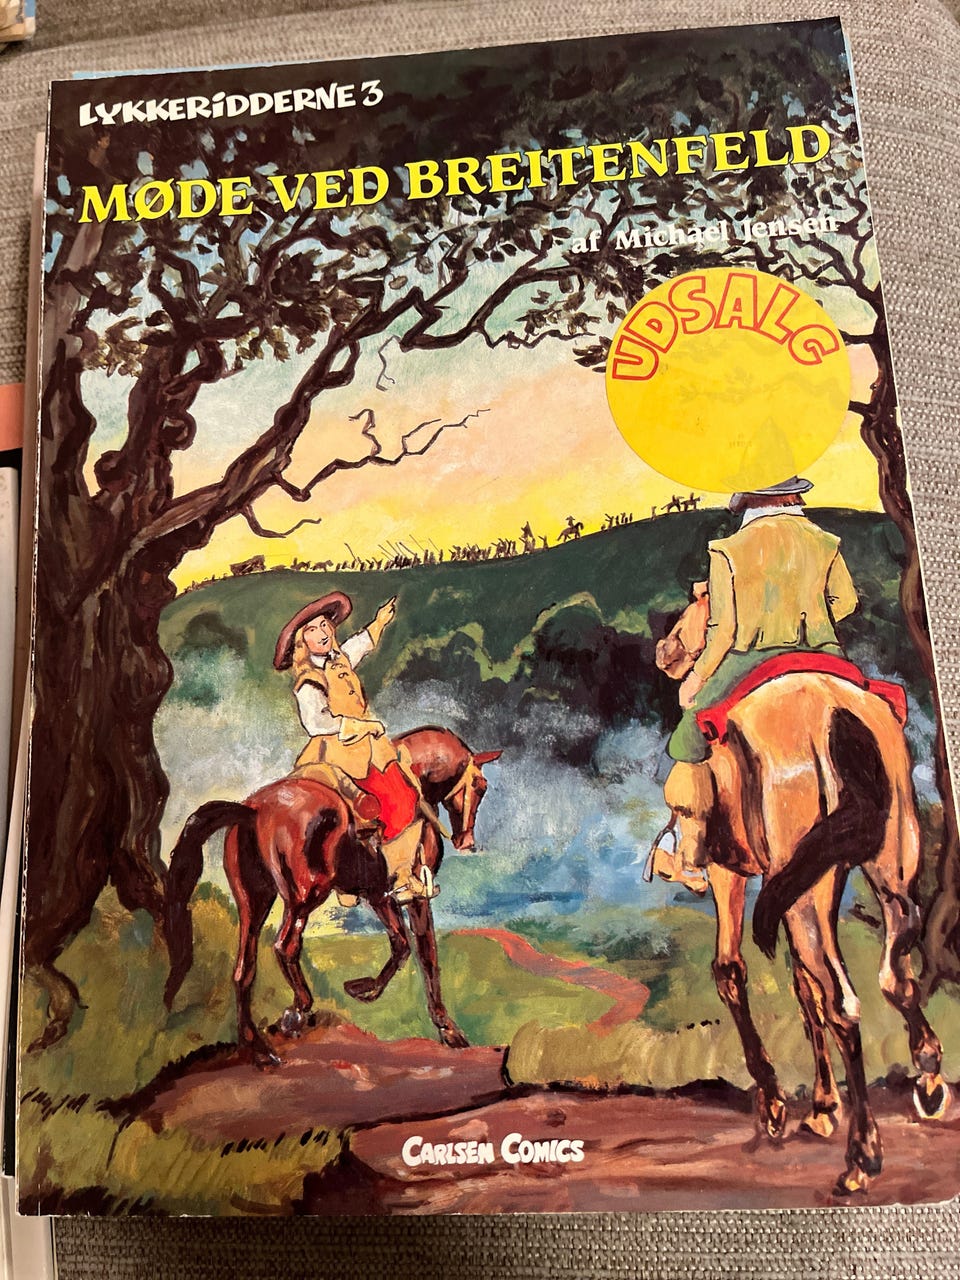 LYKKERiDDERNE 3
MØDE VED BREITENFELD
af Michael Jensen
UDSALG
CARLSEN COMICS